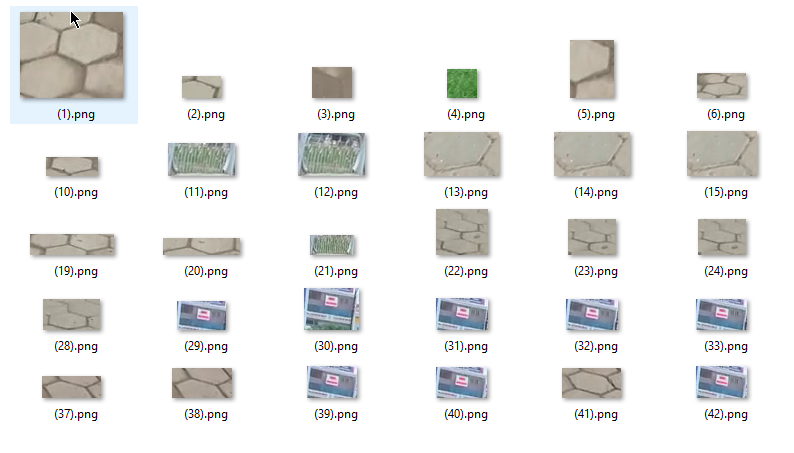 (1).png (2).png (3).png (4).png (5).png (6).png
(10).png (11).png (12).png (13).png (14).png (15).png
(19).png (20).png (21).png (22).png (23).png (24).png
(28).png (29).png (30).png (31).png (32).png (33).png
(37).png (38).png (39).png (40).png (41).png (42).png